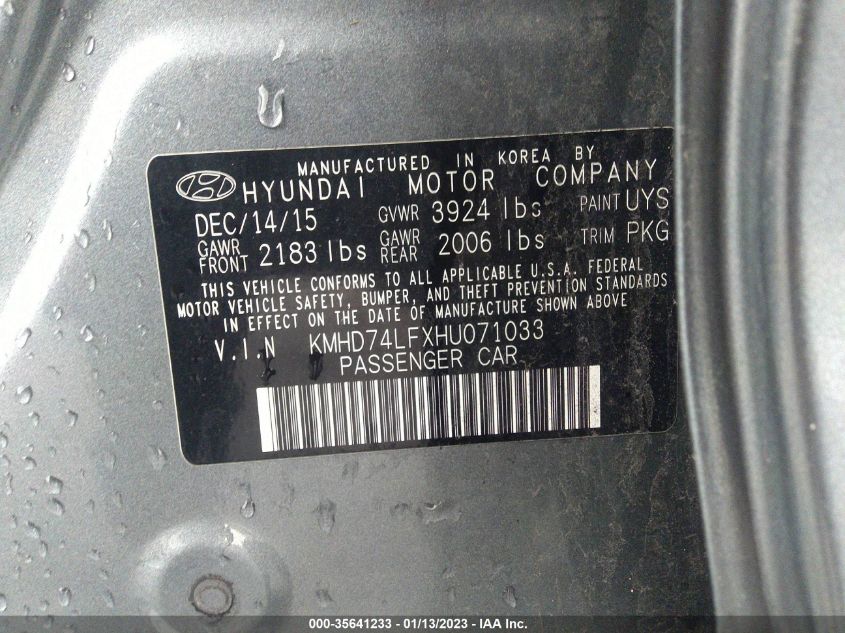 MANUFACTURED IN KOREA BY
HYUNDAI MOTOR COMPANY
DEC/14/15 GVWR 3924 lbs PAINT UYS
GAWR FRONT 2183 lbs GAWR REAR 2006 lbs TRIM PKG
THIS VEHICLE CONFORMS TO ALL APPLICABLE U.S.A. FEDERAL
MOTOR VEHICLE SAFETY, BUMPER, AND THEFT PREVENTION STANDARDS
IN EFFECT ON THE DATE OF MANUFACTURE SHOWN ABOVE
V.I.N KMHD74LFXHU071033
PASSENGER CAR
000-35641233 - 01/13/2023 - IAA Inc.